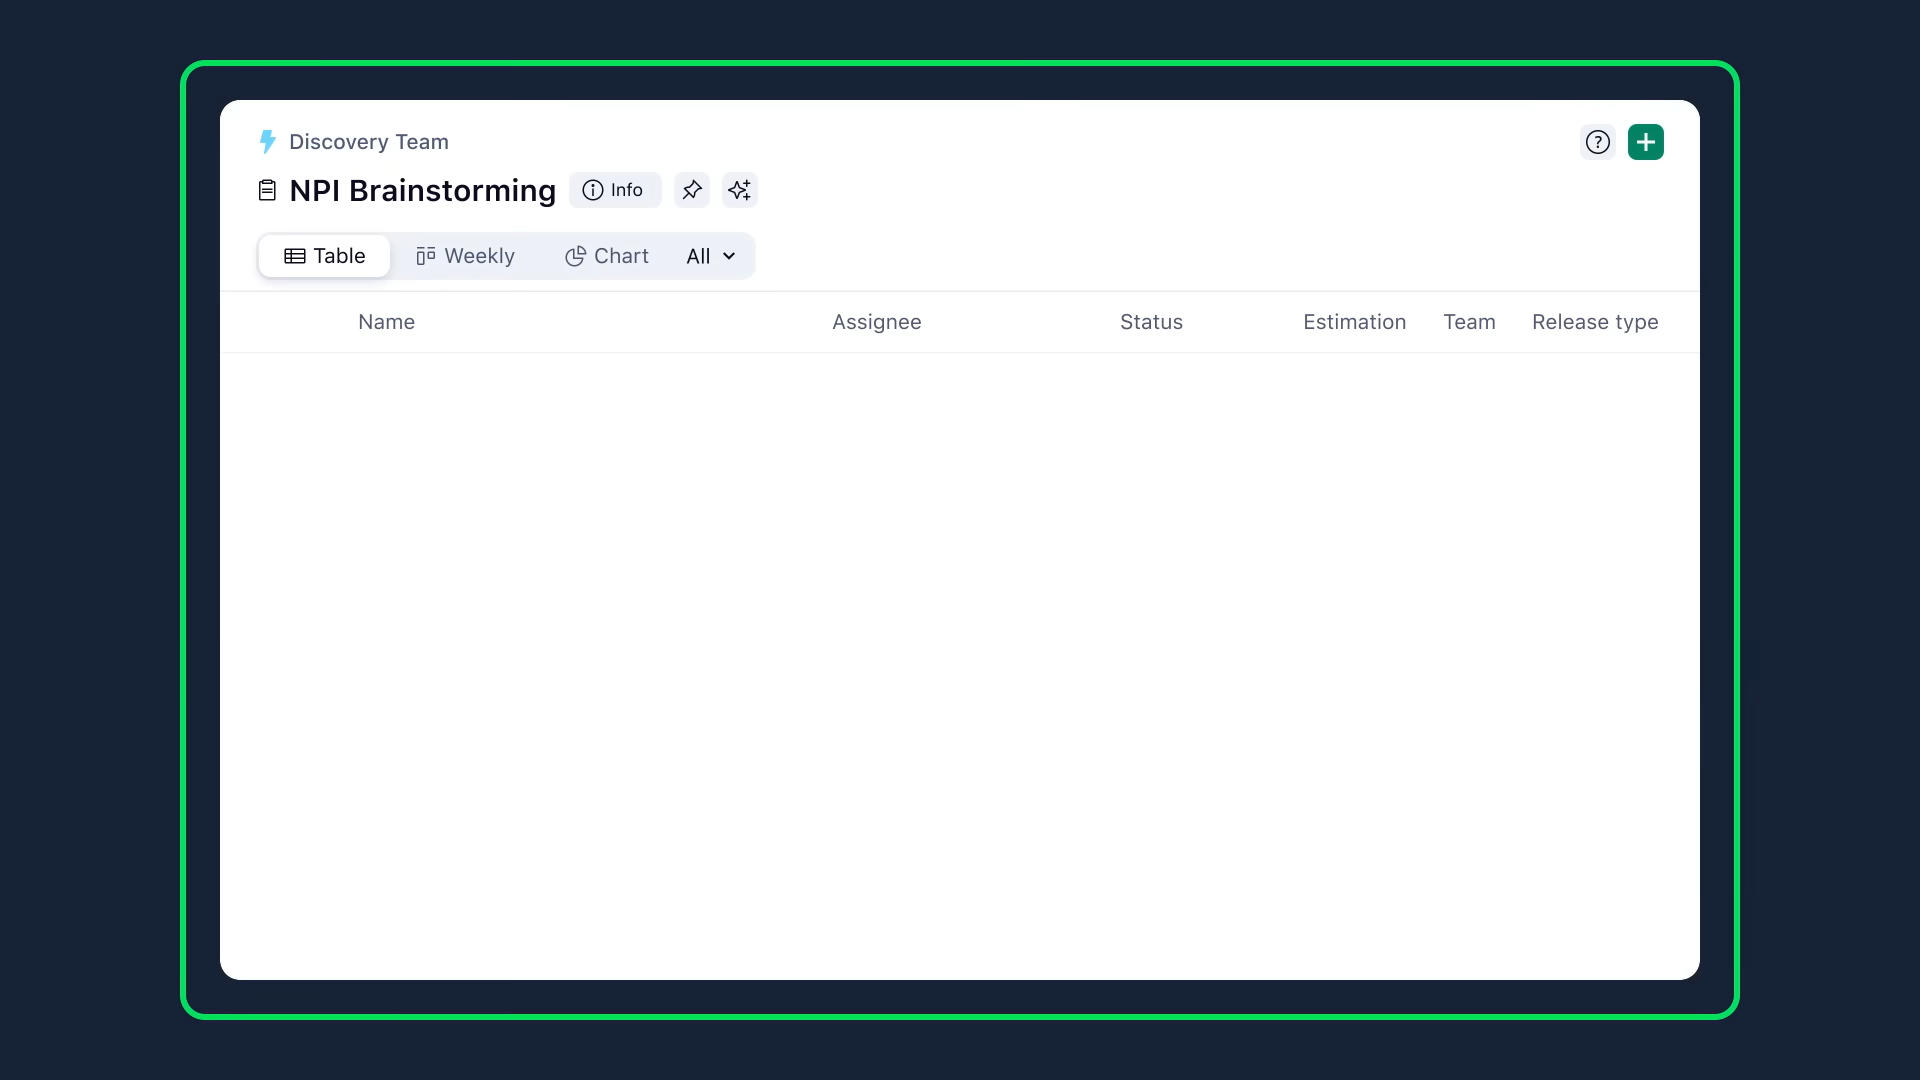 Discovery Team
NPI Brainstorming Info
Table Weekly Chart All
Name Assignee Status Estimation Team Release type